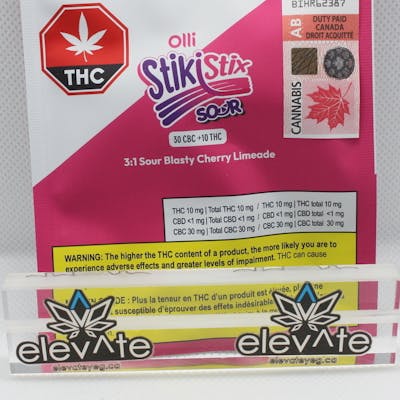 BIHR62387
AB
DUTY PAID
CANADA
DROIT ACQUITTÉ
CANNABIS
THC
Olli
StikiStix
SOUR
30 CBC + 10 THC
3:1 Sour Blasty Cherry Limeade
THC 10 mg | Total THC 10 mg / THC 10 mg | THC total 10 mg
CBD <1 mg | Total CBD <1 mg / CBD <1 mg | CBD total <1 mg
CBC 30 mg | Total CBC 30 mg / CBC 30 mg | CBC total 30 mg
WARNING: The higher the THC content of a product, the more likely you are to
experience adverse effects and greater levels of impairment. THC can cause
: Plus la teneur en THC d'un produit est élevée, plus
susceptible d'éprouver des effets indésirables
elevate
elevateyeg.ca
elevate
elevateyeg.ca